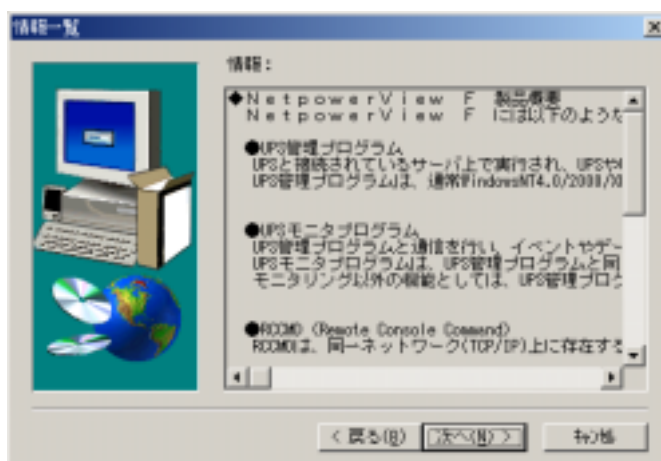 情報一覧
情報：
◆ＮｅｔｐｏｗｅｒＶｉｅｗ　Ｆ　製品概要
ＮｅｔｐｏｗｅｒＶｉｅｗ　Ｆ　には以下のような
●UPS管理プログラム
UPSと接続されているサーバ上で実行され、UPSや
UPS管理プログラムは、通常WindowsNT4.0/2000/X
●UPSモニタプログラム
UPS管理プログラムと通信を行い、イベントやデー
UPSモニタプログラムは、UPS管理プログラムと同
モニタリング以外の機能としては、UPS管理プログ
●RCCMD (Remote Console Command)
RCCMDは、同一ネットワーク(TCP/IP)上に存在する
< 戻る(B)
次へ(N) >
ｷｬﾝｾﾙ